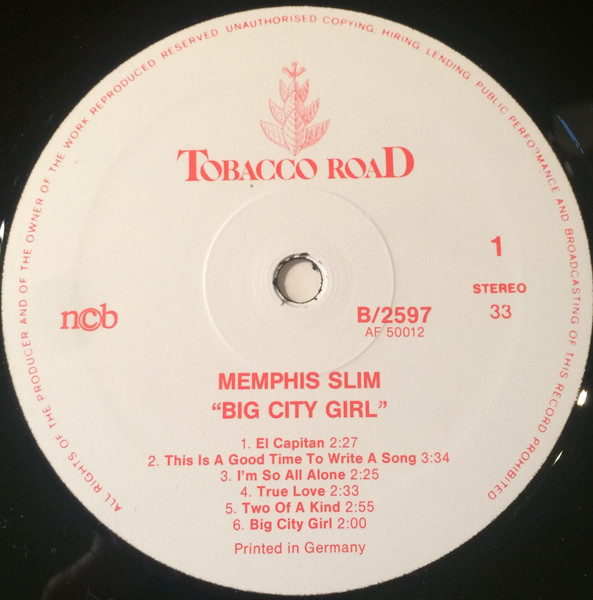 ALL RIGHTS OF THE PRODUCER AND OF THE OWNER OF THE WORK REPRODUCED RESERVED UNAUTHORISED COPYING, HIRING, LENDING PUBLIC PERFORMANCE AND BROADCASTING OF THIS RECORD PROHIBITED
TOBACCO ROAD
1
STEREO
33
ncb
B/2597
AF 50012
MEMPHIS SLIM
“BIG CITY GIRL”
1. El Capitan 2:27
2. This Is A Good Time To Write A Song 3:34
3. I'm So All Alone 2:25
4. True Love 2:33
5. Two Of A Kind 2:55
6. Big City Girl 2:00
Printed in Germany